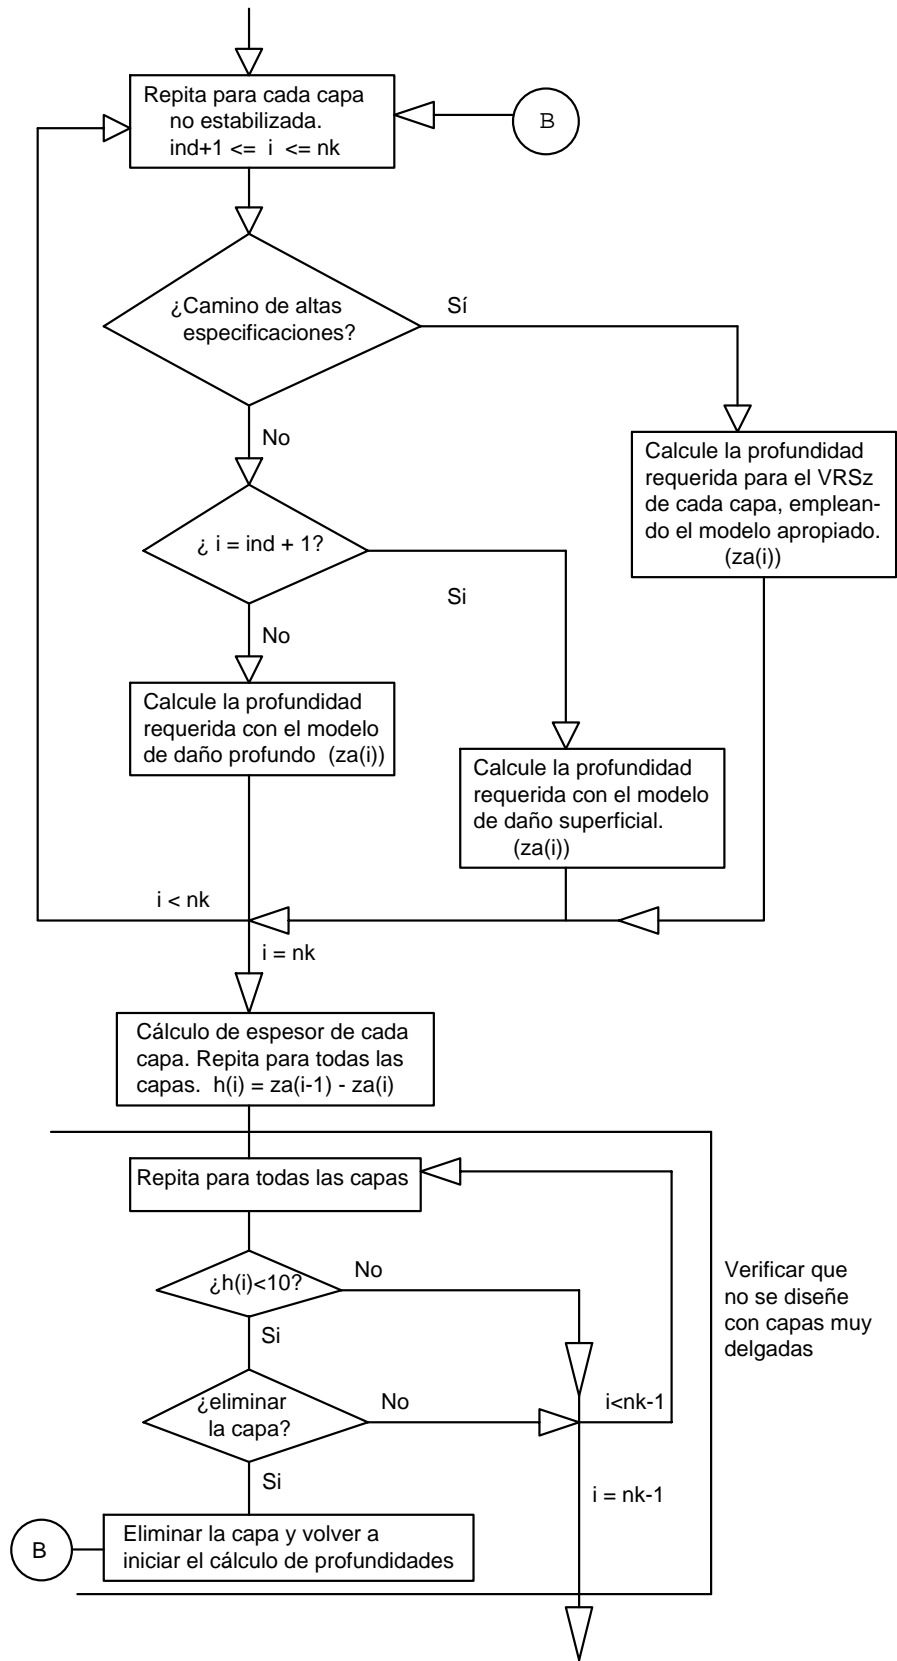 Repita para cada capa
no estabilizada.
ind+1 <= i <= nk
B
¿Camino de altas
especificaciones?
Sí
No
Calcule la profundidad
requerida para el VRSz
de cada capa, emplean-
do el modelo apropiado.
(za(i))
¿ i = ind + 1?
Si
No
Calcule la profundidad
requerida con el modelo
de daño profundo (za(i))
Calcule la profundidad
requerida con el modelo
de daño superficial.
(za(i))
i < nk
i = nk
Cálculo de espesor de cada
capa. Repita para todas las
capas. h(i) = za(i-1) - za(i)
Repita para todas las capas
¿h(i)<10?
No
Si
Verificar que
no se diseñe
con capas muy
delgadas
¿eliminar
la capa?
No
i<nk-1
Si
i = nk-1
B
Eliminar la capa y volver a
iniciar el cálculo de profundidades